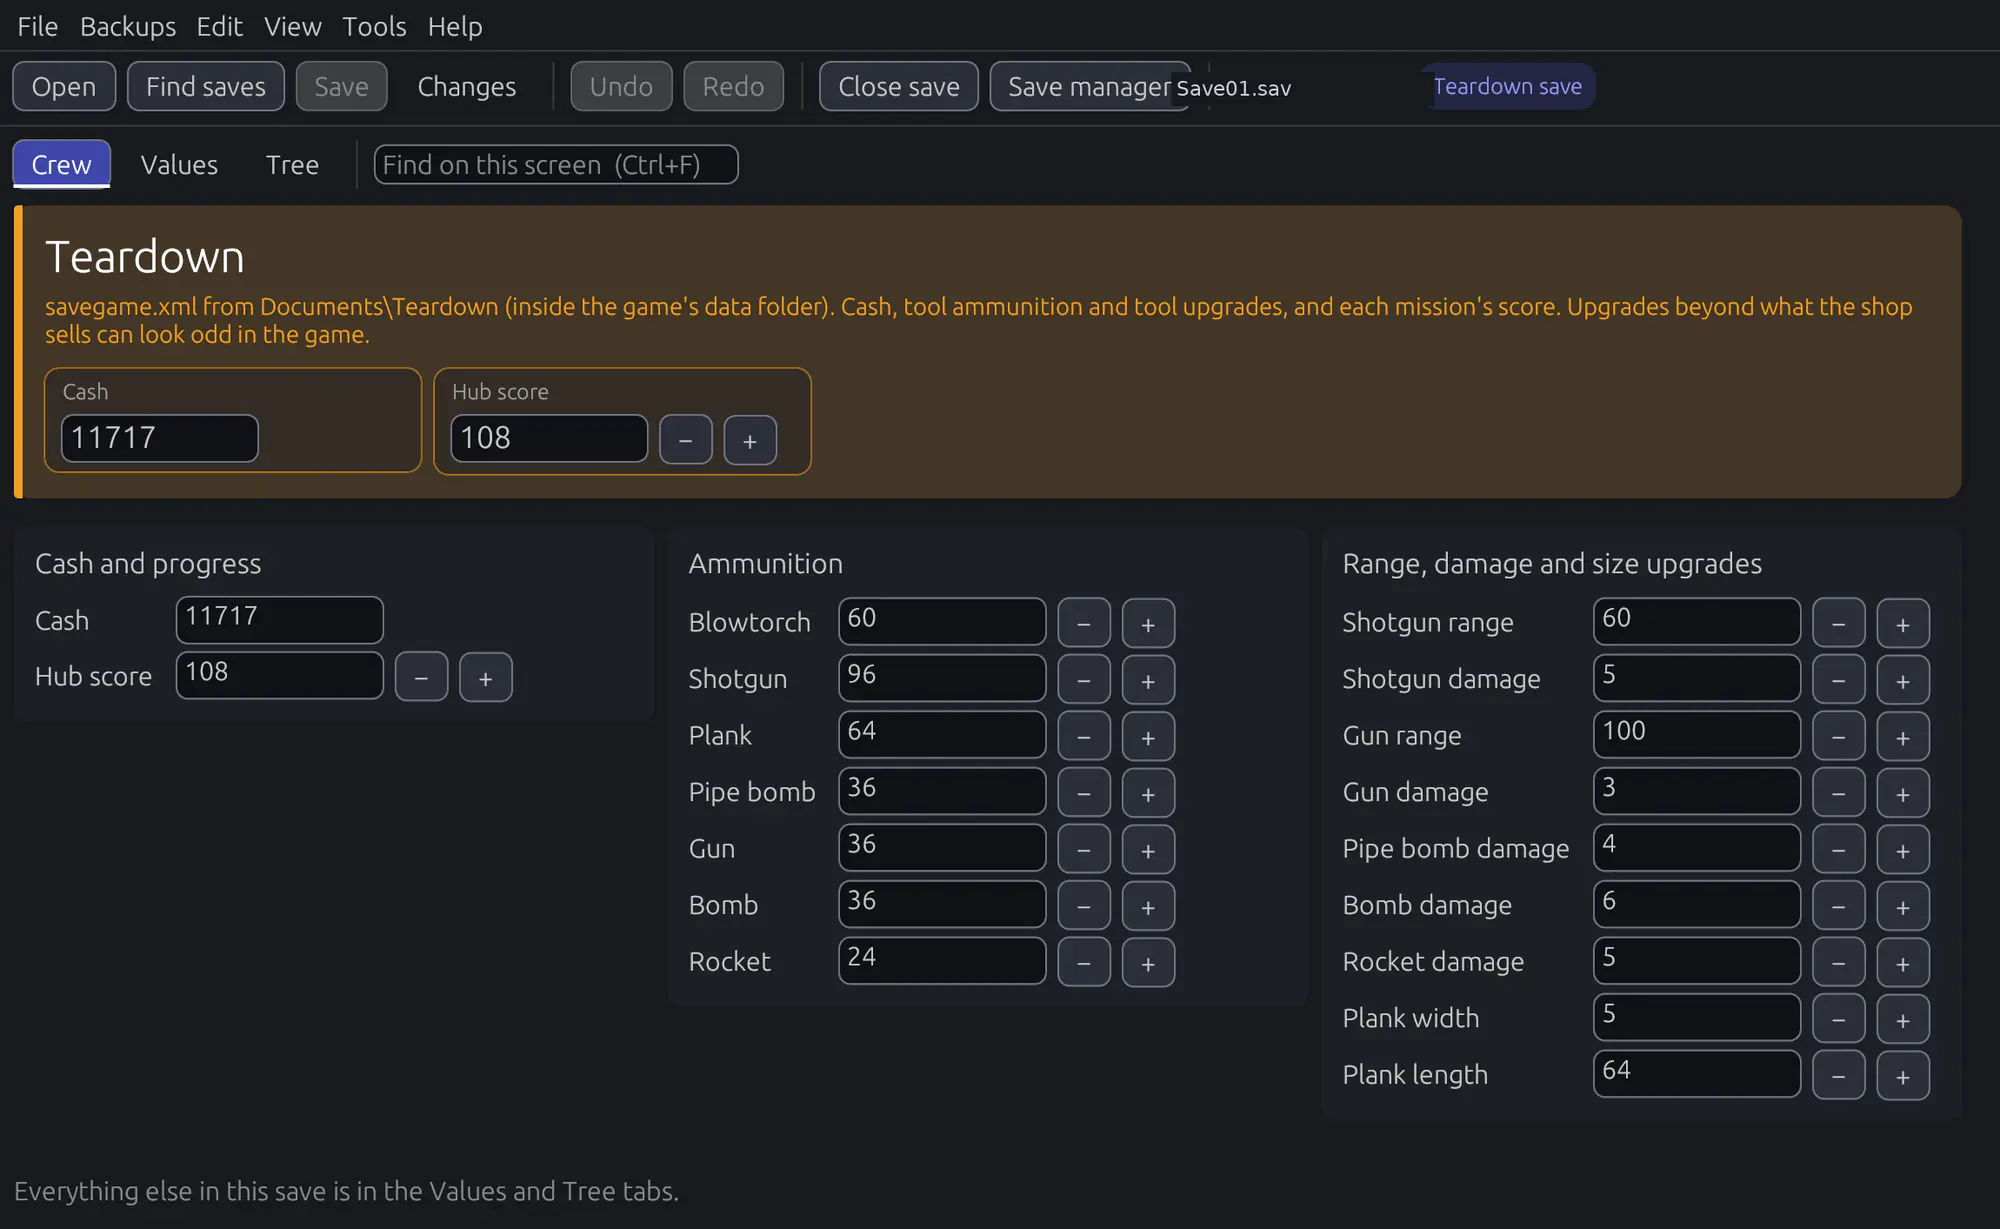 File Backups Edit View Tools Help
Open Find saves Save Changes Undo Redo Close save Save manager Save01.sav Teardown save
Crew Values Tree Find on this screen (Ctrl+F)
Teardown
savegame.xml from Documents\Teardown (inside the game's data folder). Cash, tool ammunition and tool upgrades, and each mission's score. Upgrades beyond what the shop
sells can look odd in the game.
Cash Hub score
11717 108 − +
Cash and progress
Cash 11717
Hub score 108 − +
Ammunition
Blowtorch 60 − +
Shotgun 96 − +
Plank 64 − +
Pipe bomb 36 − +
Gun 36 − +
Bomb 36 − +
Rocket 24 − +
Range, damage and size upgrades
Shotgun range 60 − +
Shotgun damage 5 − +
Gun range 100 − +
Gun damage 3 − +
Pipe bomb damage 4 − +
Bomb damage 6 − +
Rocket damage 5 − +
Plank width 5 − +
Plank length 64 − +
Everything else in this save is in the Values and Tree tabs.